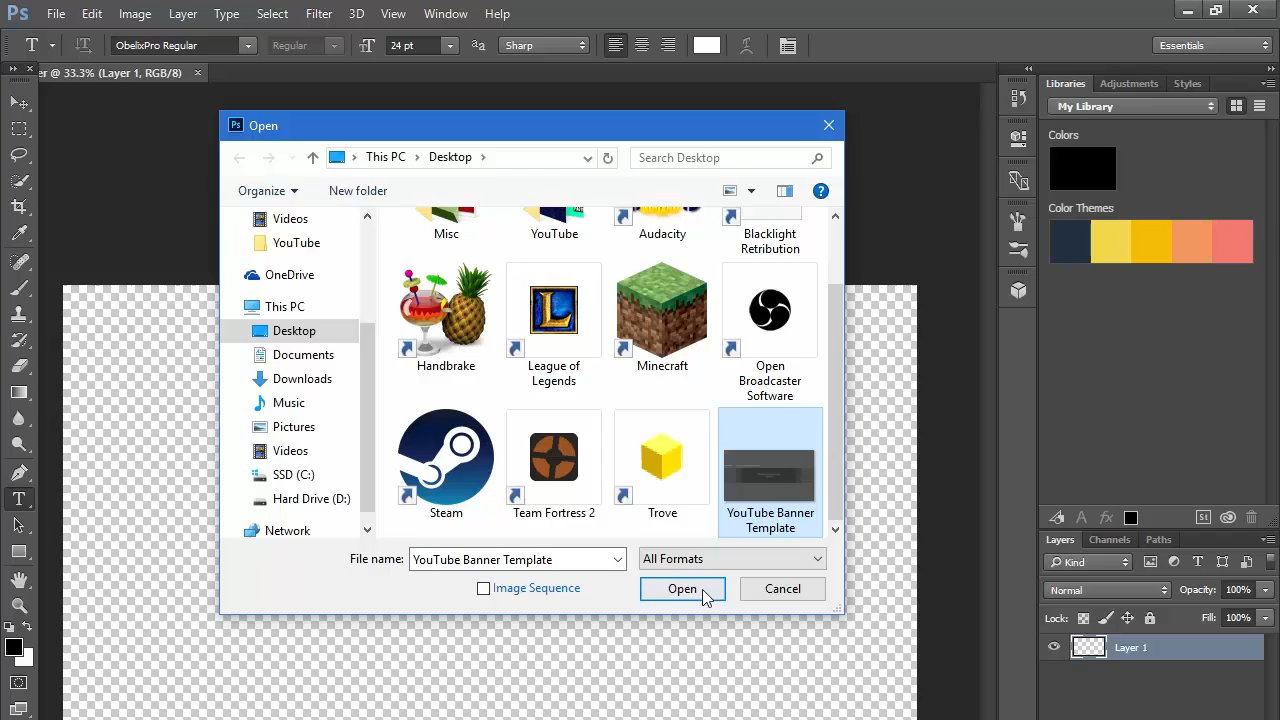 Ps File Edit Image Layer Type Select Filter 3D View Window Help
T T ObelixPro Regular Regular T 24 pt aa Sharp Essentials
er @ 33.3% (Layer 1, RGB/8) ×
Ps Open
This PC Desktop Search Desktop
Organize New folder ?
Videos
YouTube
OneDrive
This PC
Desktop
Documents
Downloads
Music
Pictures
Videos
SSD (C:)
Hard Drive (D:)
Network
Misc YouTube Audacity Blacklight
Retribution
L
Handbrake League of
Legends Minecraft Open
Broadcaster
Software
Steam Team Fortress 2 Trove YouTube Banner
Template
File name: YouTube Banner Template All Formats
Image Sequence Open Cancel
Libraries Adjustments Styles
My Library
Colors
Color Themes
A fx St
Layers Channels Paths
Kind T
Normal Opacity: 100%
Lock: Fill: 100%
Layer 1
T